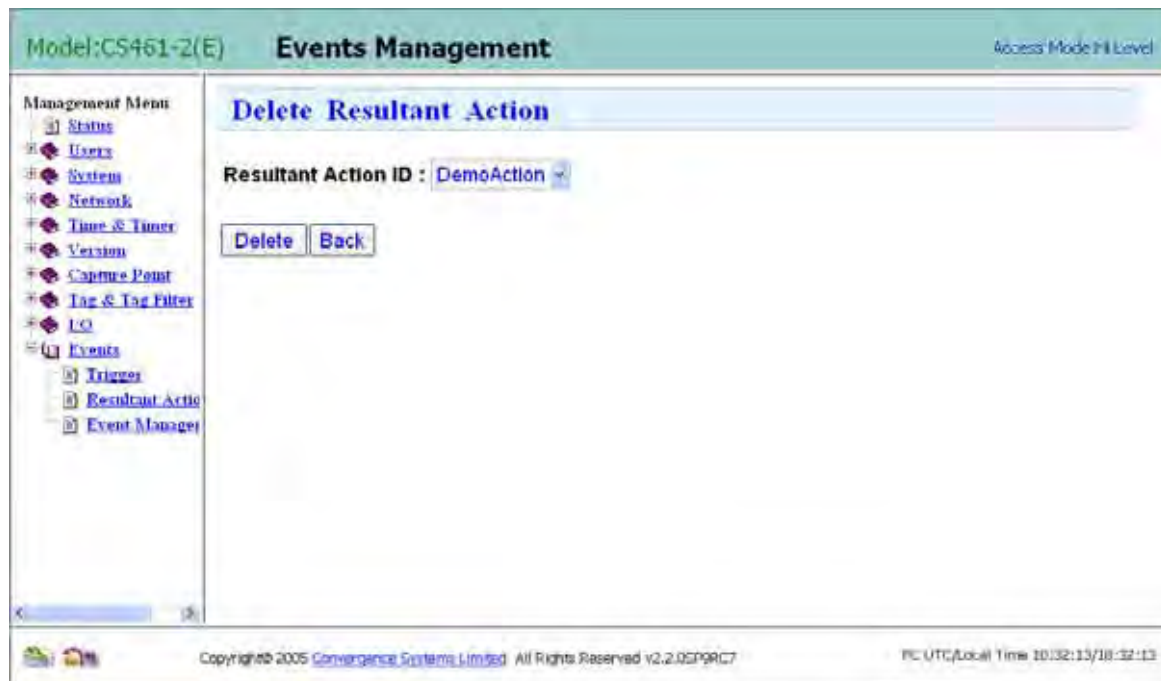 Model:CS461-2(E) Events Management Access Mode Hi Level
Management Menu
Status
Users
System
Network
Time & Timer
Version
Capture Point
Tag & Tag Filter
I/O
Events
Trigger
Resultant Actio
Event Manager
Delete Resultant Action
Resultant Action ID : DemoAction
Delete Back
Copyright© 2005 Convergence Systems Limited All Rights Reserved v2.2.0SP9RC7 PC UTC/Local Time 10:32:13/18:32:13